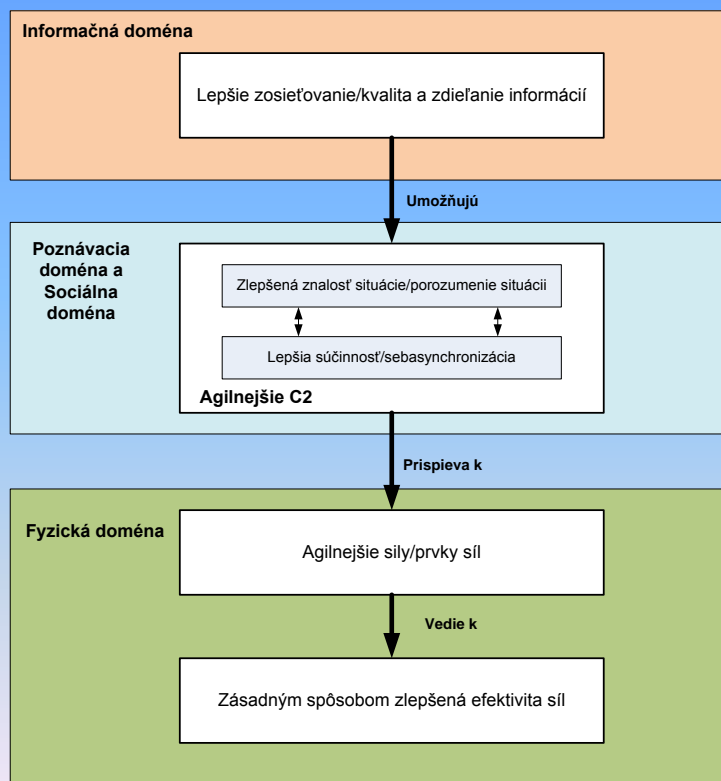 Informačná doména
Lepšie zosieťovanie/kvalita a zdieľanie informácií
Umožňujú
Poznávacia
doména a
Sociálna
doména
Zlepšená znalosť situácie/porozumenie situácii
Lepšia súčinnosť/sebasynchronizácia
Agilnejšie C2
Prispieva k
Fyzická doména
Agilnejšie sily/prvky síl
Vedie k
Zásadným spôsobom zlepšená efektivita síl